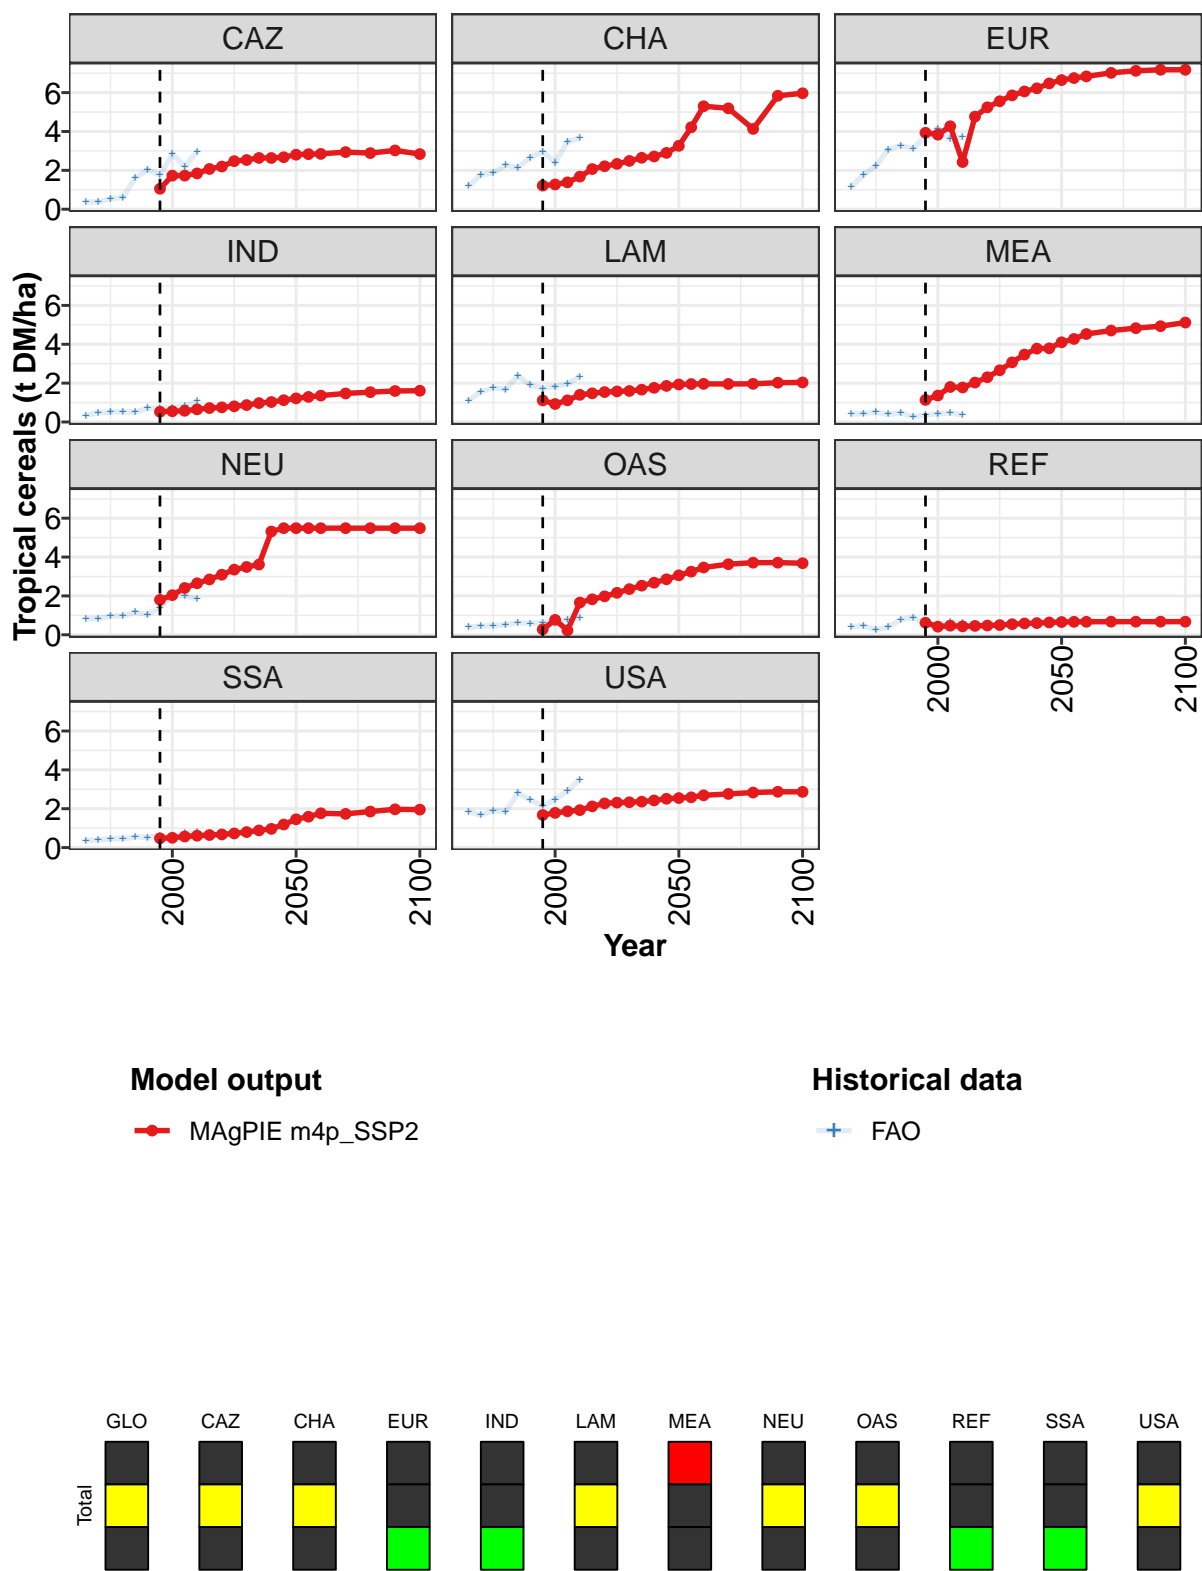 CAZ CHA EUR
6
4
2
0
IND LAM MEA
6
4
2
0
NEU OAS REF
6
4
2
0
2000 2050 2100
SSA USA
6
4
2
0
2000 2050 2100 2000 2050 2100
Tropical cereals (t DM/ha)
Year
Model output Historical data
MAgPIE m4p_SSP2 FAO
GLO CAZ CHA EUR IND LAM MEA NEU OAS REF SSA USA
Total